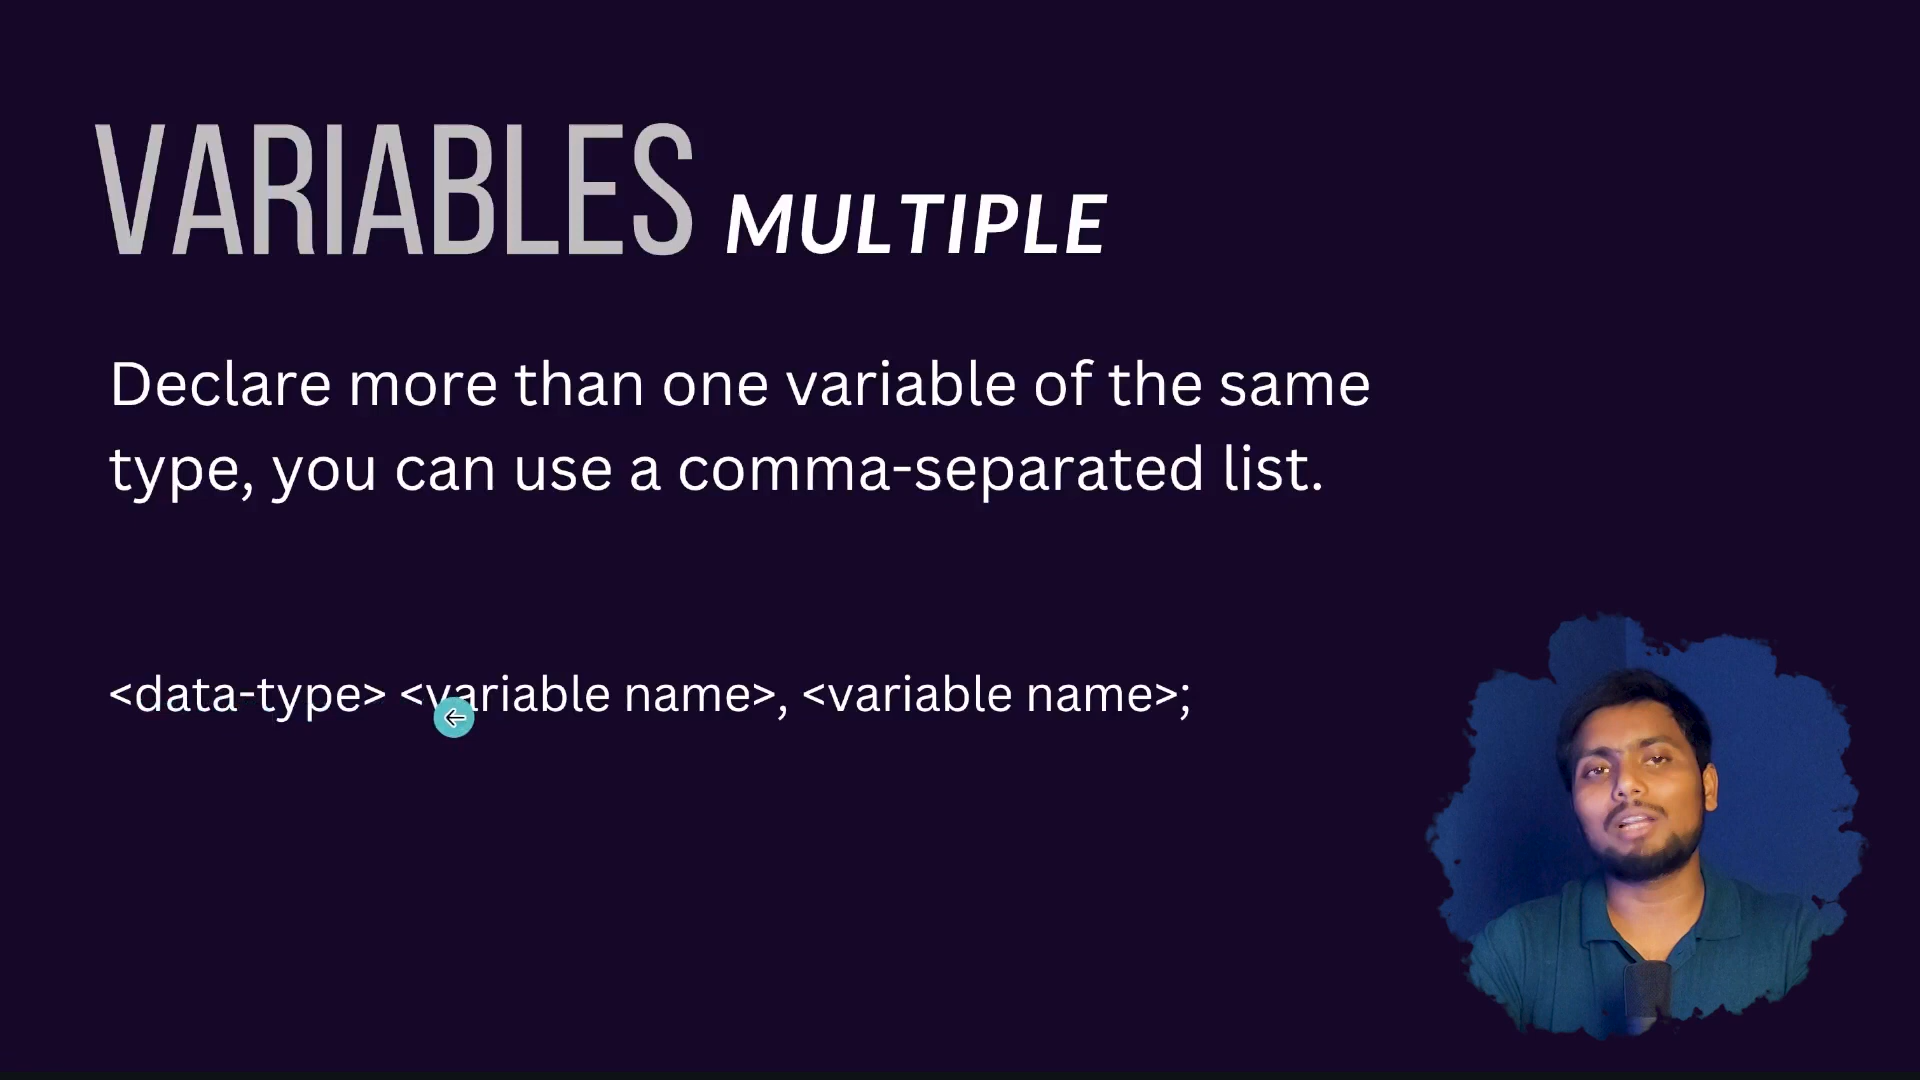 VARIABLES MULTIPLE
Declare more than one variable of the same
type, you can use a comma-separated list.
<data-type> <variable name>, <variable name>;